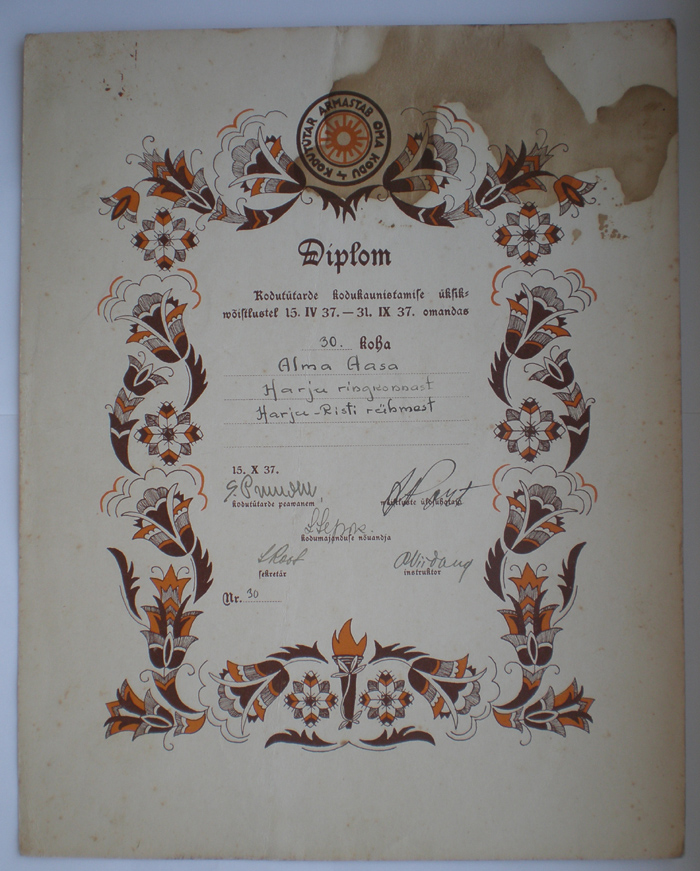 KODUTÜTAR ARMASTAB OMA KODU
Diplom
Kodutütarde kodukaunistamise üksik-
wõistlustel 15. IV 37. — 31. IX 37. omandas
30. koha
Alma Aasa
Harju ringkonnast
Harju-Risti rühmast
15. X 37.
kodutütarde peawanem
wõistluste üldjuhataja
kodumajanduse nõuandja
sekretär
instruktor
Nr. 30